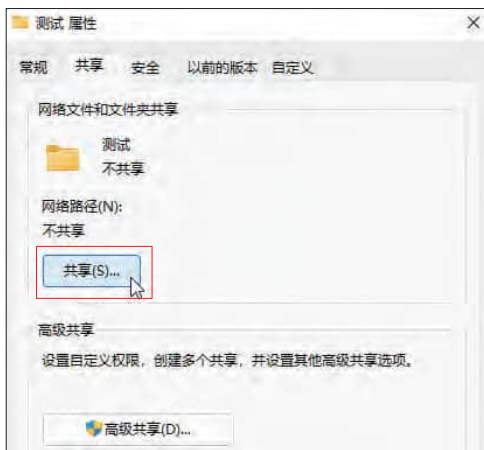 测试 属性
常规 共享 安全 以前的版本 自定义
网络文件和文件夹共享
测试
不共享
网络路径(N):
不共享
共享(S)...
高级共享
设置自定义权限，创建多个共享，并设置其他高级共享选项。
高级共享(D)...